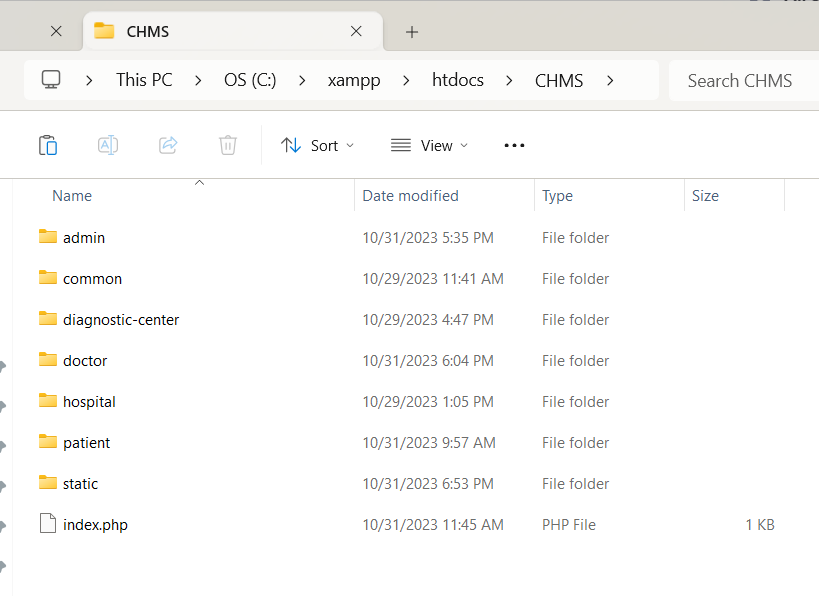 CHMS
This PC OS (C:) xampp htdocs CHMS Search CHMS
Sort View
Name Date modified Type Size
admin 10/31/2023 5:35 PM File folder
common 10/29/2023 11:41 AM File folder
diagnostic-center 10/29/2023 4:47 PM File folder
doctor 10/31/2023 6:04 PM File folder
hospital 10/29/2023 1:05 PM File folder
patient 10/31/2023 9:57 AM File folder
static 10/31/2023 6:53 PM File folder
index.php 10/31/2023 11:45 AM PHP File 1 KB